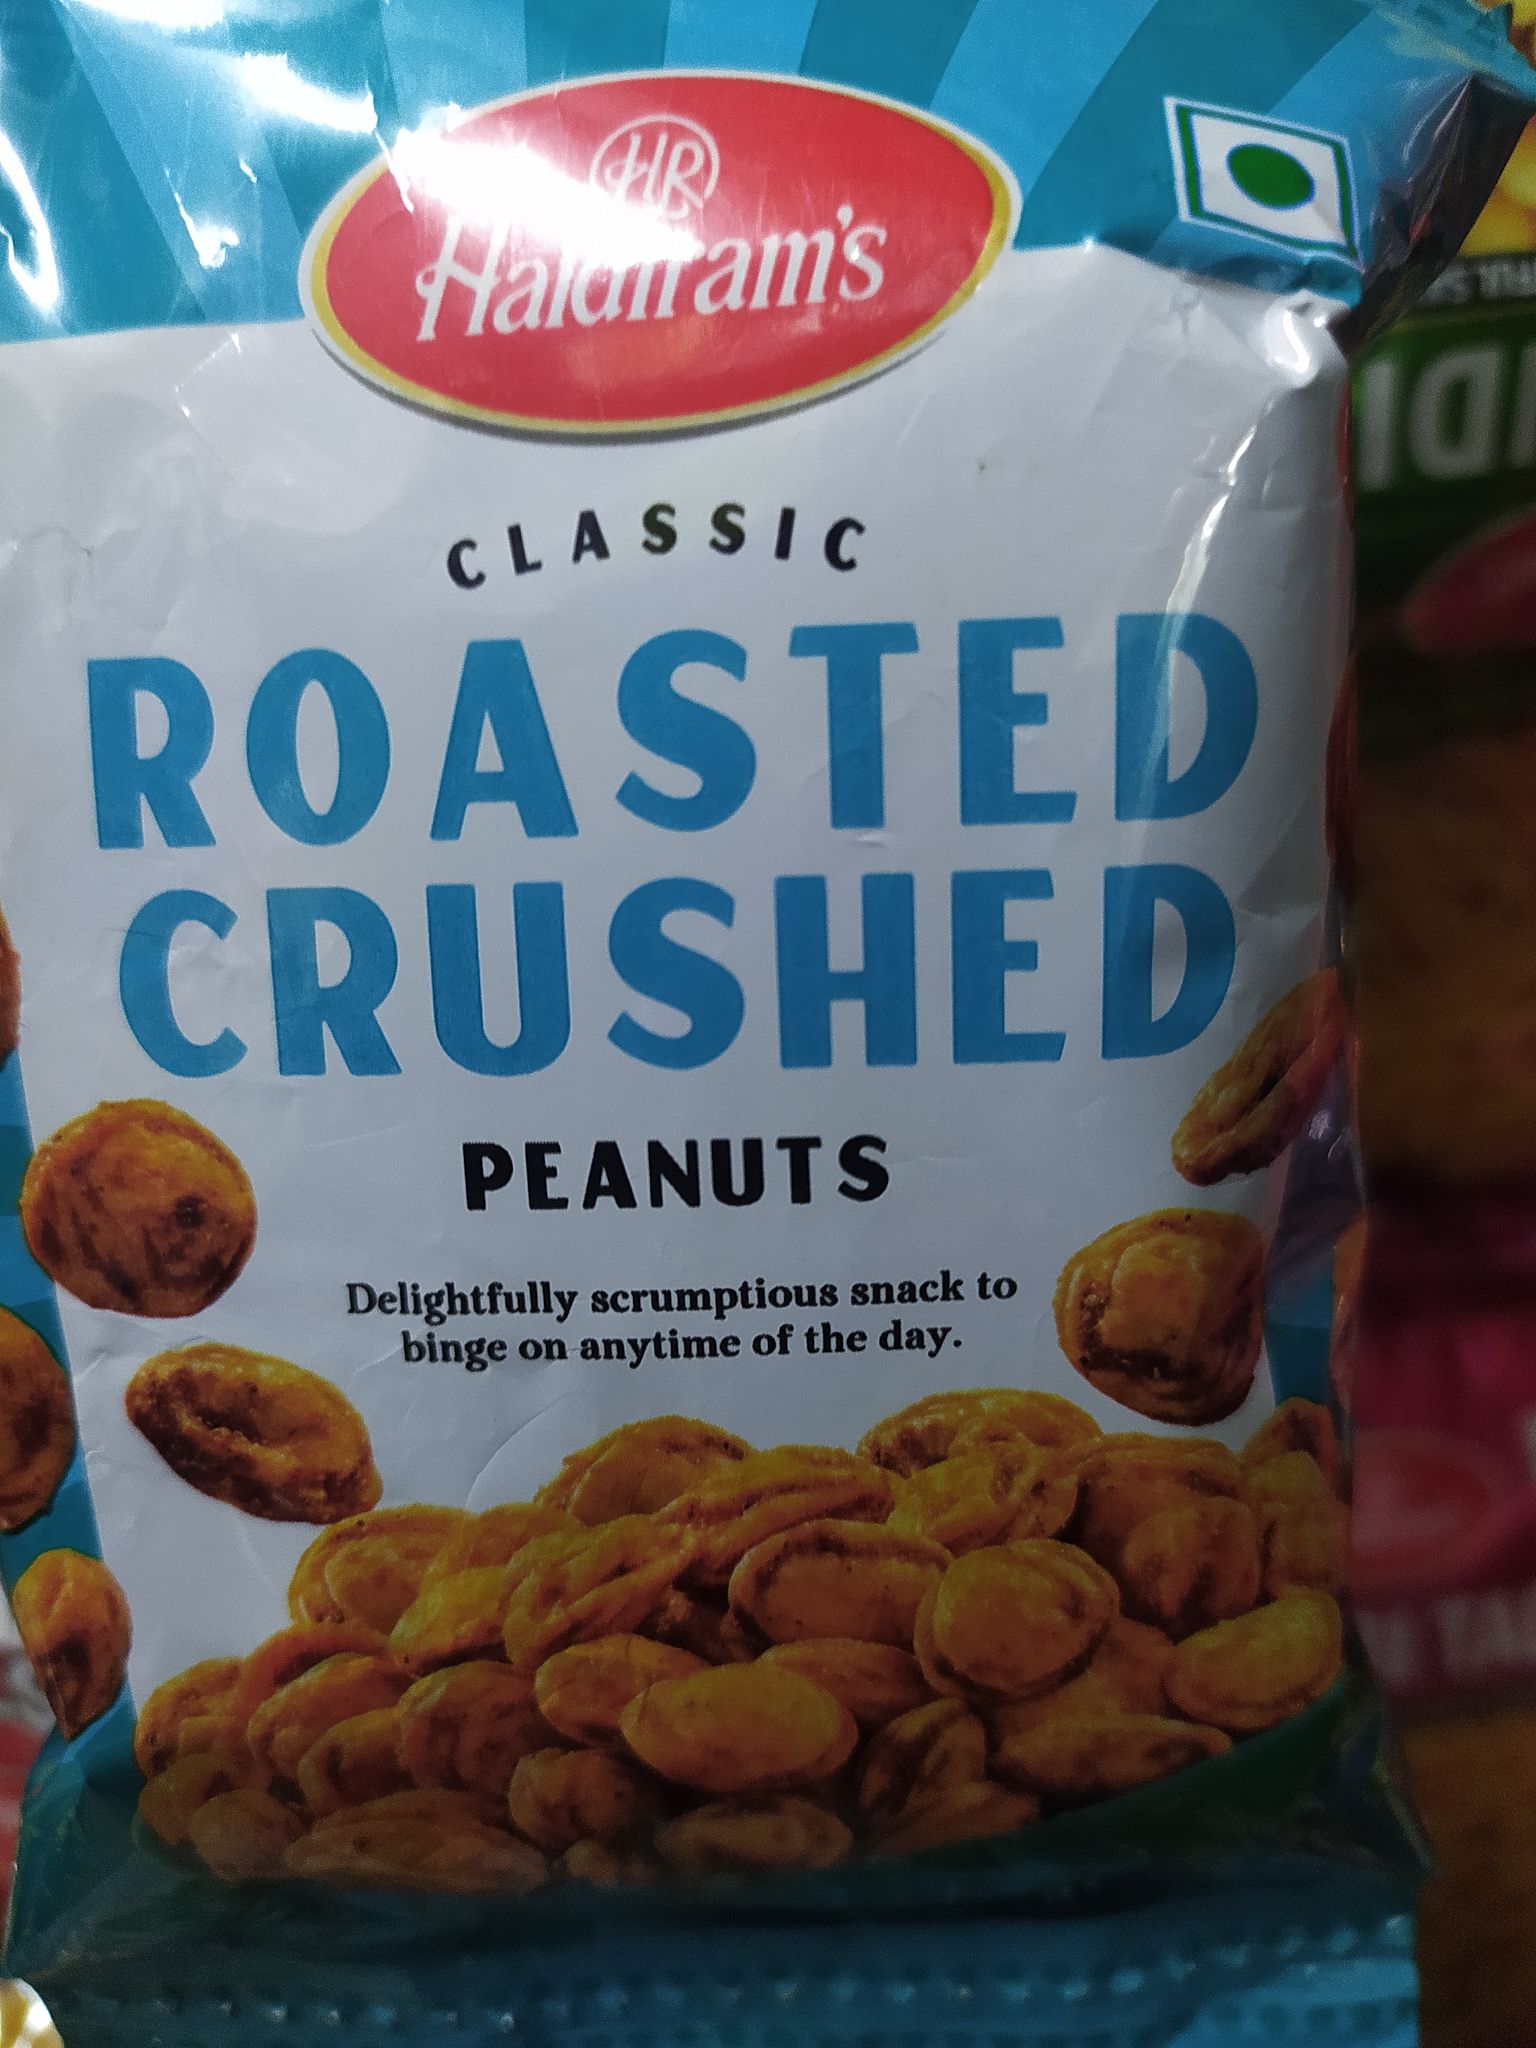 HR
Haldiram's
CLASSIC
ROASTED
CRUSHED
PEANUTS
Delightfully scrumptious snack to
binge on anytime of the day.